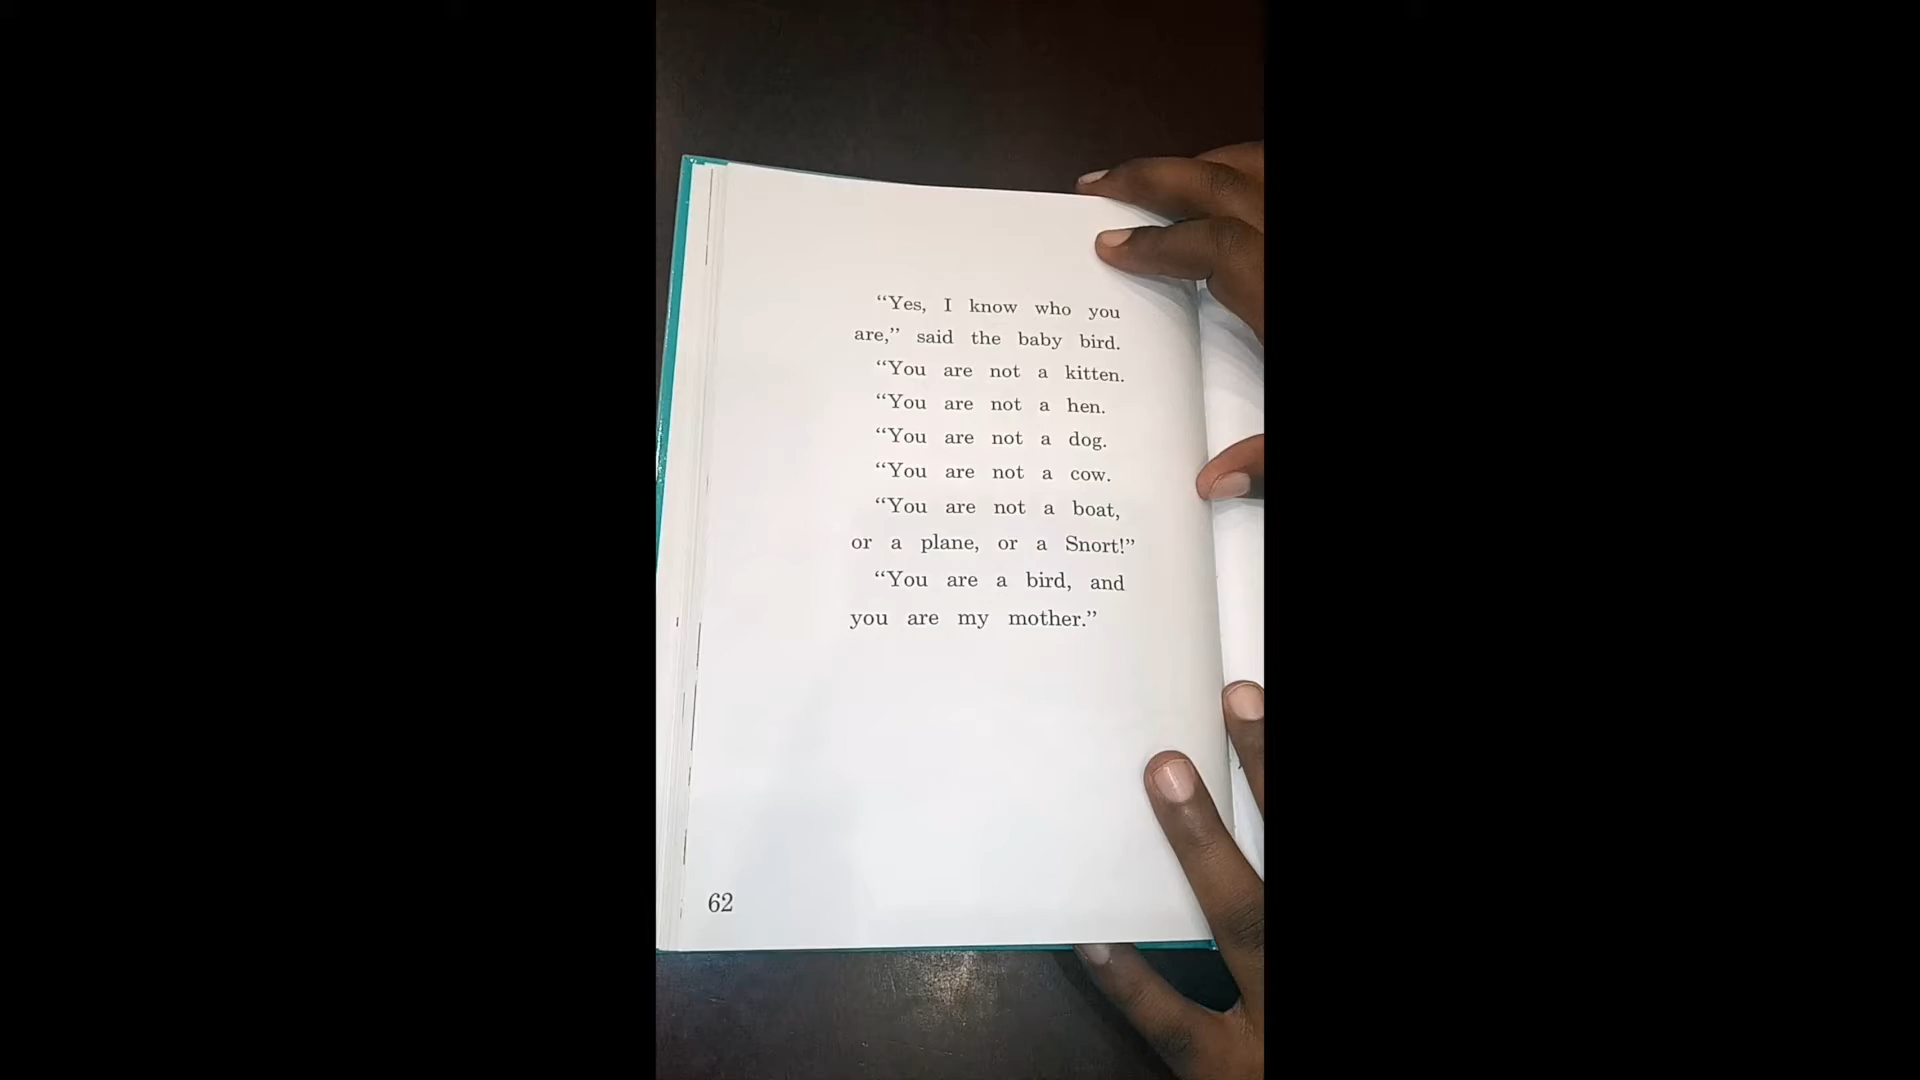 “Yes, I know who you
are,” said the baby bird.
“You are not a kitten.
“You are not a hen.
“You are not a dog.
“You are not a cow.
“You are not a boat,
or a plane, or a Snort!”
“You are a bird, and
you are my mother.”
62